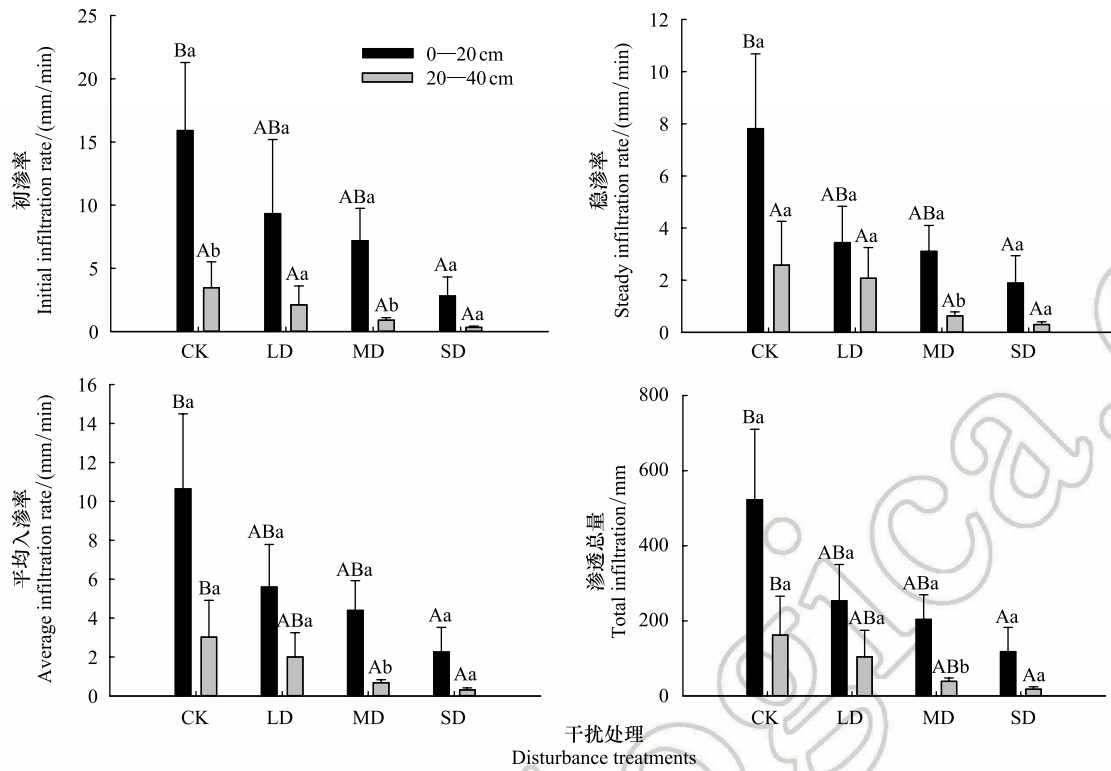 初渗率
Initial infiltration rate/(mm/min)
25
20
15
10
5
0
Ba
Ab
ABa
Aa
ABa
Ab
Aa
Aa
0—20 cm
20—40 cm
CK LD MD SD
稳渗率
Steady infiltration rate/(mm/min)
12
10
8
6
4
2
0
Ba
Aa
ABa
Aa
ABa
Ab
Aa
Aa
CK LD MD SD
平均入渗率
Average infiltration rate/(mm/min)
16
14
12
10
8
6
4
2
0
Ba
Ba
ABa
ABa
ABa
Ab
Aa
Aa
CK LD MD SD
渗透总量
Total infiltration/mm
800
600
400
200
0
Ba
Ba
ABa
ABa
ABa
ABb
Aa
Aa
CK LD MD SD
干扰处理
Disturbance treatments